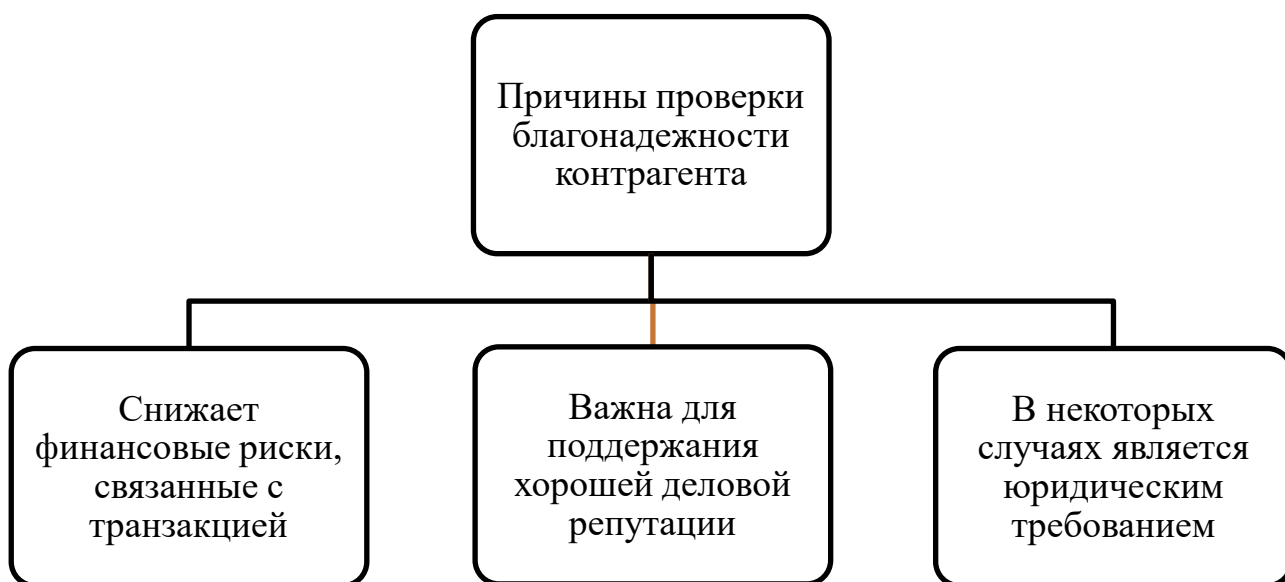 Причины проверки
благонадежности
контрагента
Снижает
финансовые риски,
связанные с
транзакцией
Важна для
поддержания
хорошей деловой
репутации
В некоторых
случаях является
юридическим
требованием